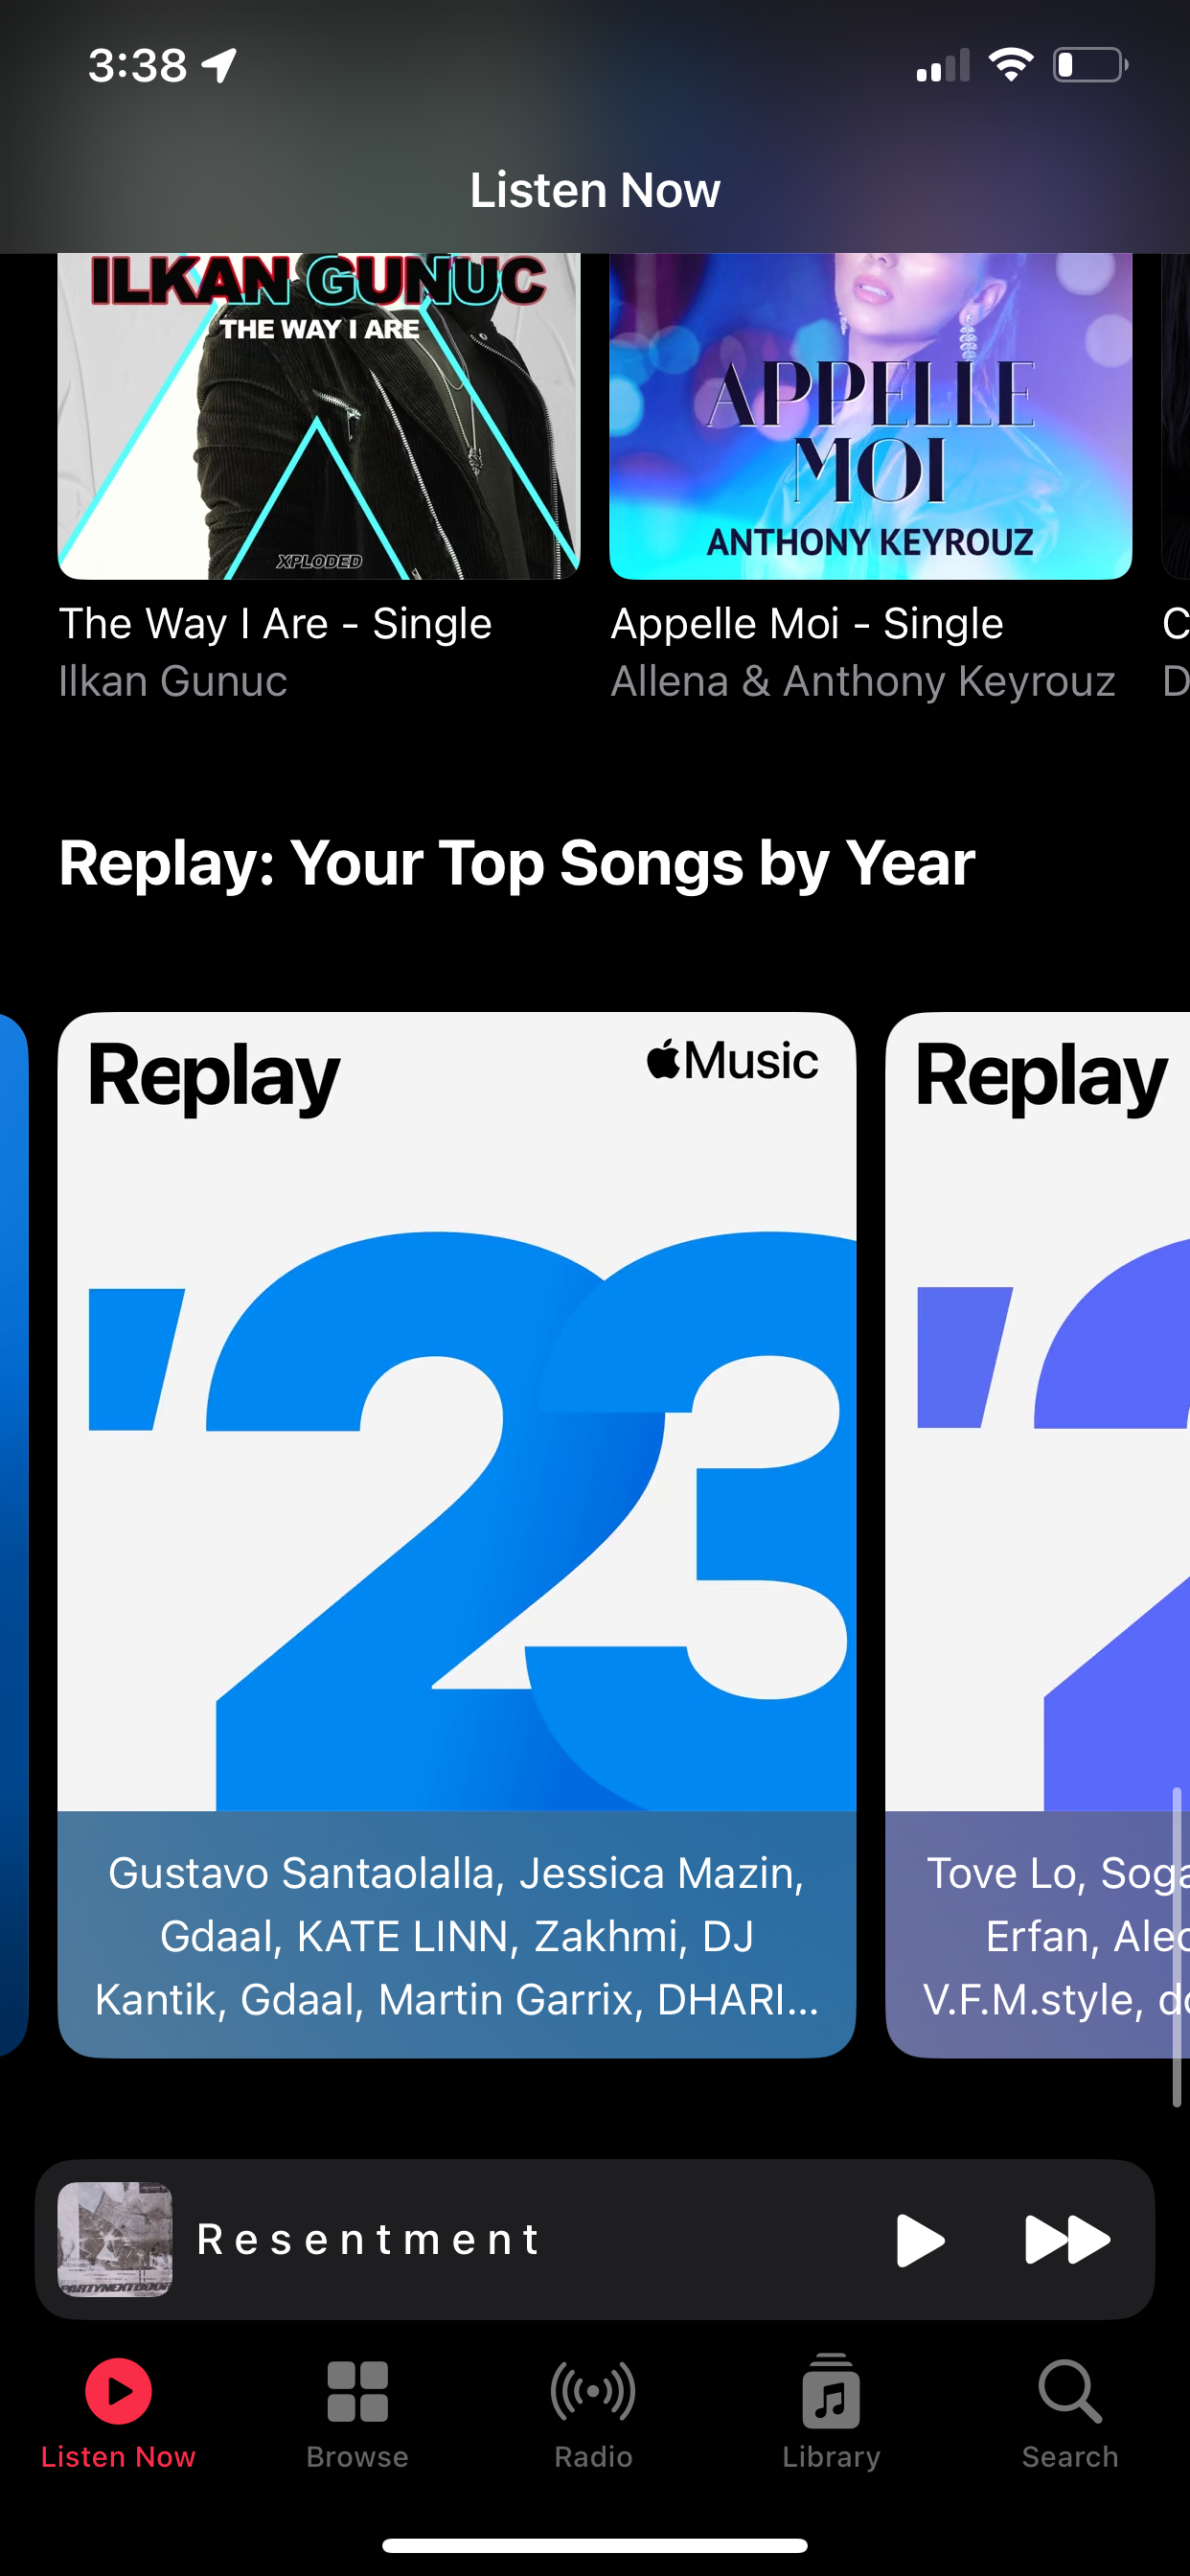 3:38
Listen Now
ILKAN GUNUC
THE WAY I ARE
XPLODED
APPELLE
MOI
ANTHONY KEYROUZ
The Way I Are - Single
Ilkan Gunuc
Appelle Moi - Single
Allena & Anthony Keyrouz
C
D
Replay: Your Top Songs by Year
Replay
Music
'23
Gustavo Santaolalla, Jessica Mazin,
Gdaal, KATE LINN, Zakhmi, DJ
Kantik, Gdaal, Martin Garrix, DHARI...
Replay
'2
Tove Lo, Soga
Erfan, Alec
V.F.M.style, do
PARTYNEXTDOOR
Resentment
Listen Now
Browse
Radio
Library
Search